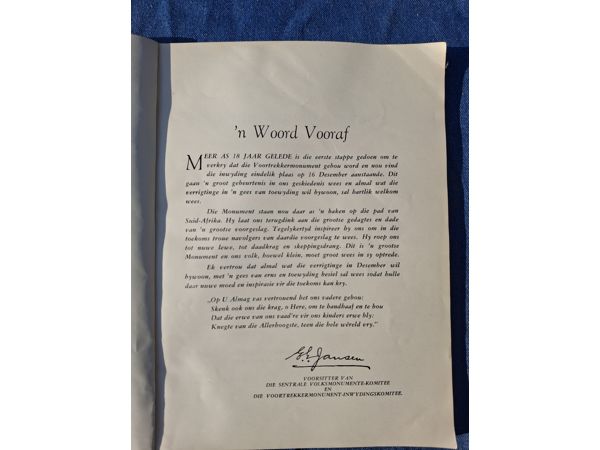 'n Woord Vooraf
MEER AS 18 JAAR GELEDE is die eerste stappe gedoen om te
verkry dat die Voortrekkermonument gebou word en nou vind
die inwyding eindelik plaas op 16 Desember aanstaande. Dit
gaan 'n groot gebeurtenis in ons geskiedenis wees en almal wat die
verrigtinge in 'n gees van toewyding wil bywoon, sal hartlik welkom
wees.
Die Monument staan nou daar as 'n baken op die pad van
Suid-Afrika. Hy laat ons terugdink aan die grootse gedagtes en dade
van 'n grootse voorgeslag. Tegelykertyd inspireer hy ons om in die
toekoms troue navolgers van daardie voorgeslag te wees. Hy roep ons
tot nuwe lewe, tot daadkrag en skeppingsdrang. Dit is 'n grootse
Monument en ons volk, hoewel klein, moet groot wees in sy optrede.
Ek vertrou dat almal wat die verrigtinge in Desember wil
bywoon, met 'n gees van erns en toewyding besiel sal wees sodat hulle
daar nuwe moed en inspirasie vir die toekoms kan kry.
„Op U Almag vas vertrouend het ons vadere gebou:
Skenk ook ons die krag, o Here, om te handhaaf en te hou
Dat die erwe van ons vaad're vir ons kinders erwe bly:
Knegte van die Allerhoogste, teen die hele wêreld vry."
E.G. Jansen
VOORSITTER VAN
DIE SENTRALE VOLKSMONUMENTE-KOMITEE
EN
DIE VOORTREKKERMONUMENT-INWYDINGSKOMITEE.